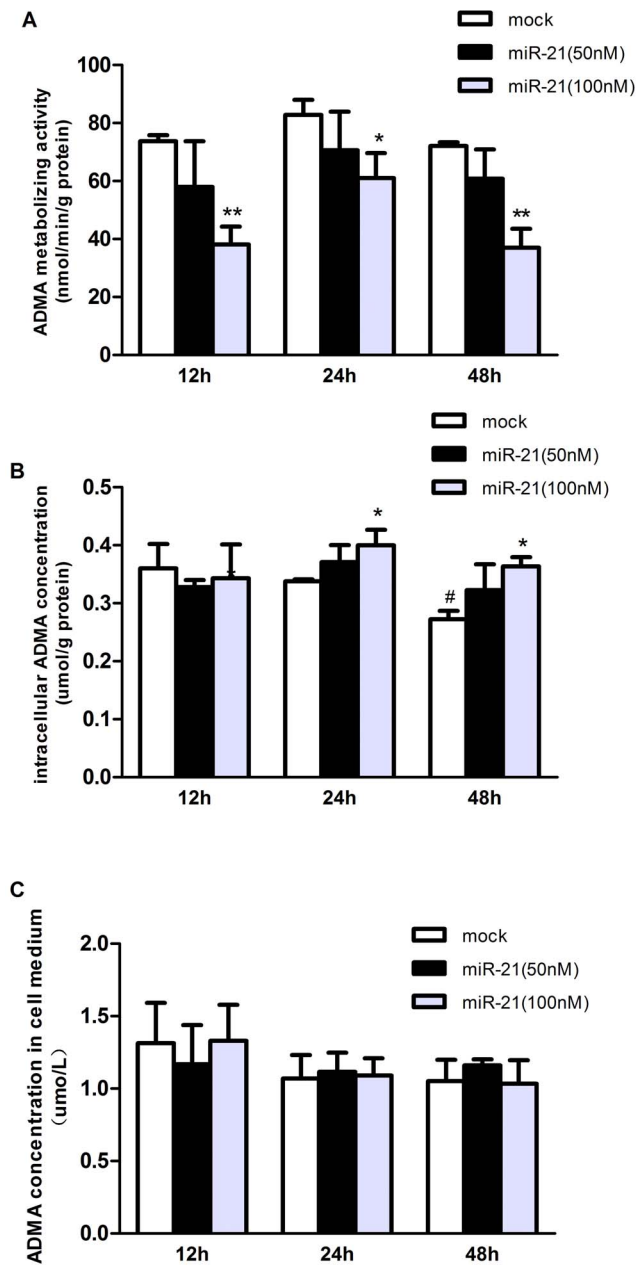 A
mock
miR-21(50nM)
miR-21(100nM)
ADMA metabolizing activity
(nmol/min/g protein)
100
80
60
40
20
0
**
*
**
12h
24h
48h
B
mock
miR-21(50nM)
miR-21(100nM)
intracellular ADMA concentration
(umol/g protein)
0.5
0.4
0.3
0.2
0.1
0.0
*
#
*
12h
24h
48h
C
mock
miR-21(50nM)
miR-21(100nM)
ADMA concentration in cell medium
（umo/L）
2.0
1.5
1.0
0.5
0.0
12h
24h
48h